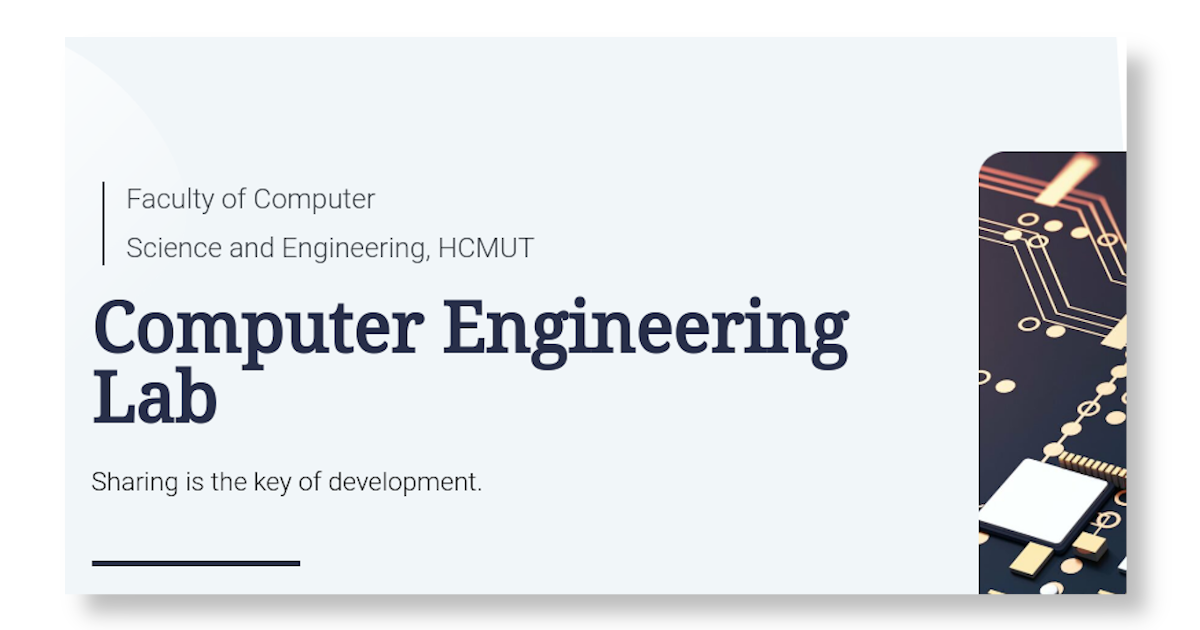 Faculty of Computer
Science and Engineering, HCMUT
Computer Engineering
Lab
Sharing is the key of development.